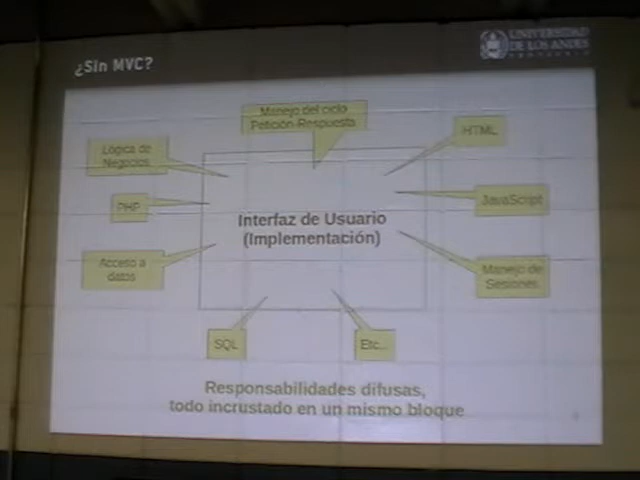 ¿Sin MVC?
UNIVERSIDAD
DE LOS ANDES
VENEZUELA
Manejo del ciclo
Petición-Respuesta
HTML
Lógica de
Negocios
PHP
JavaScript
Interfaz de Usuario
(Implementación)
Acceso a
datos
Manejo de
Sesiones
SQL
Etc...
Responsabilidades difusas,
todo incrustado en un mismo bloque